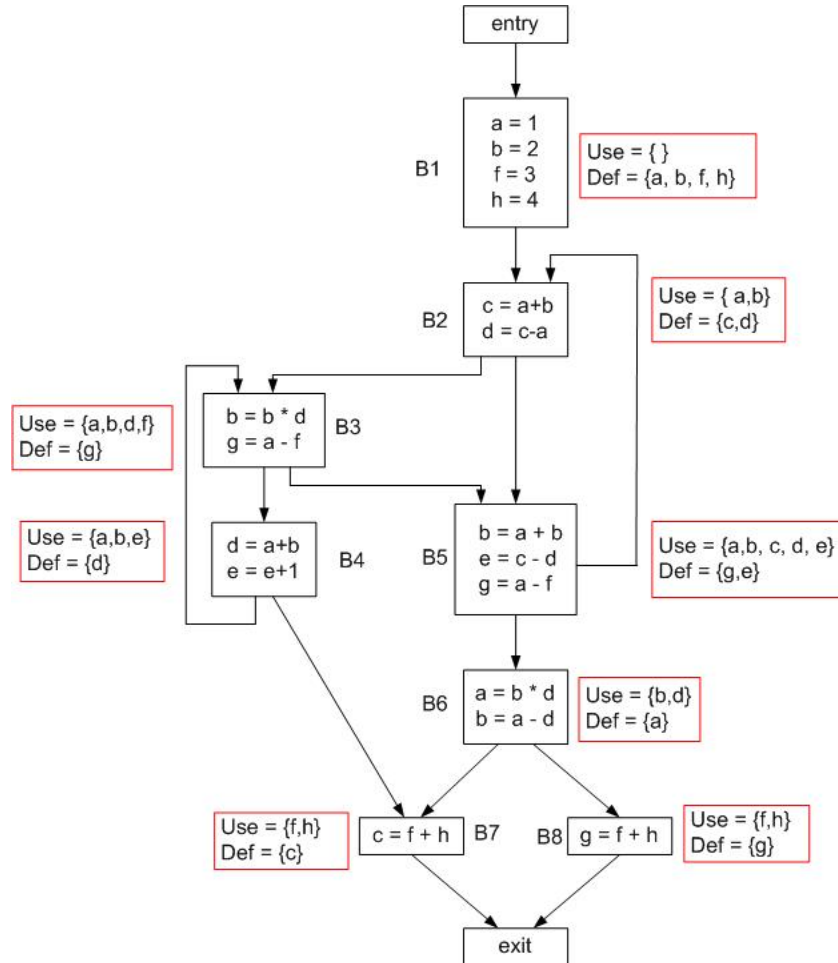 entry
a = 1
b = 2
f = 3
h = 4
B1
Use = { }
Def = {a, b, f, h}
c = a+b
d = c-a
B2
Use = { a,b}
Def = {c,d}
Use = {a,b,d,f}
Def = {g}
b = b * d
g = a - f
B3
Use = {a,b,e}
Def = {d}
d = a+b
e = e+1
B4
B5
b = a + b
e = c - d
g = a - f
Use = {a,b, c, d, e}
Def = {g,e}
B6
a = b * d
b = a - d
Use = {b,d}
Def = {a}
Use = {f,h}
Def = {c}
c = f + h
B7
B8
g = f + h
Use = {f,h}
Def = {g}
exit